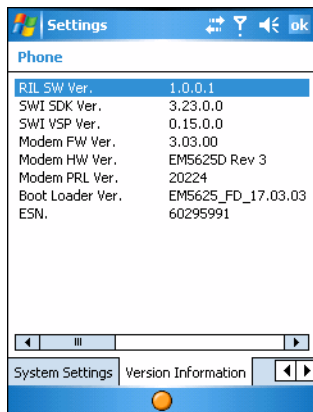 Settings
ok
Phone
RIL SW Ver. 1.0.0.1
SWI SDK Ver. 3.23.0.0
SWI VSP Ver. 0.15.0.0
Modem FW Ver. 3.03.00
Modem HW Ver. EM5625D Rev 3
Modem PRL Ver. 20224
Boot Loader Ver. EM5625_FD_17.03.03
ESN. 60295991
System Settings Version Information